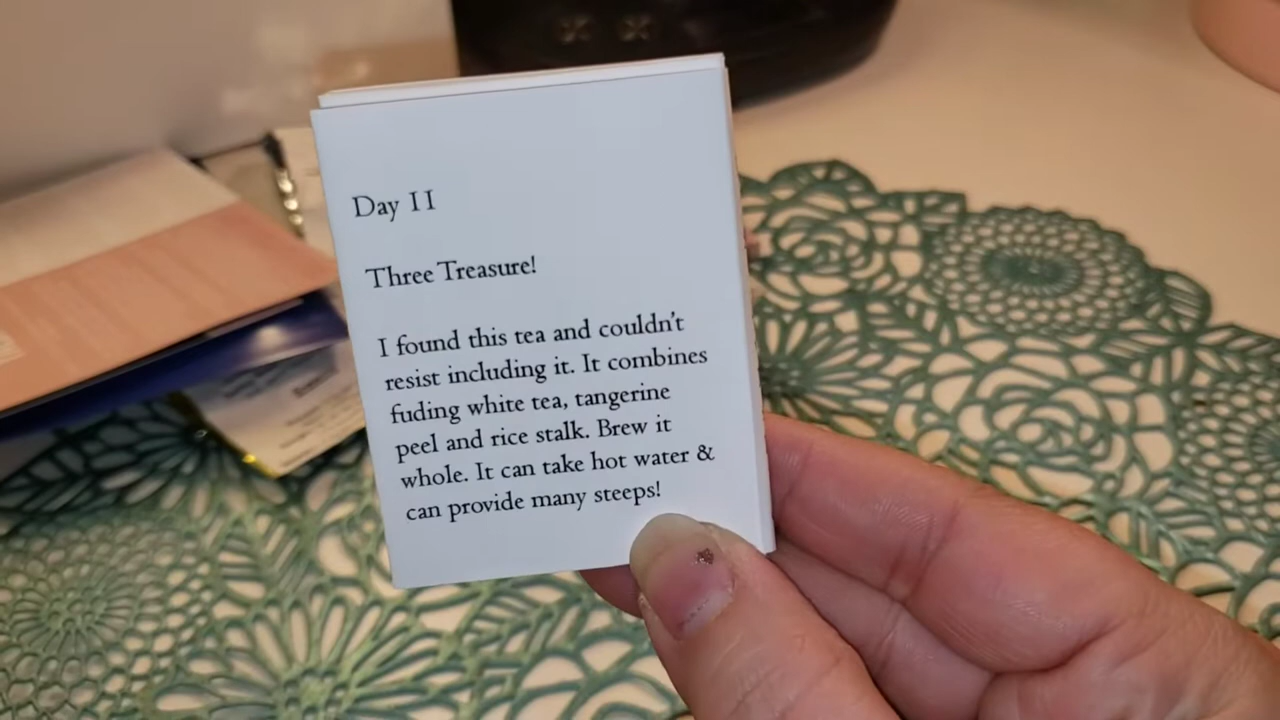 Day 11
Three Treasure!
I found this tea and couldn't
resist including it. It combines
fuding white tea, tangerine
peel and rice stalk. Brew it
whole. It can take hot water &
can provide many steeps!